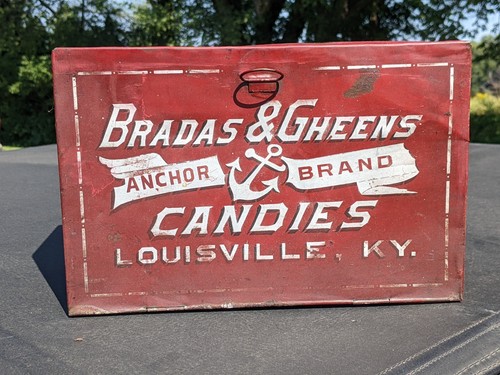 BRADAS & GHEENS
ANCHOR BRAND
CANDIES
LOUISVILLE, KY.